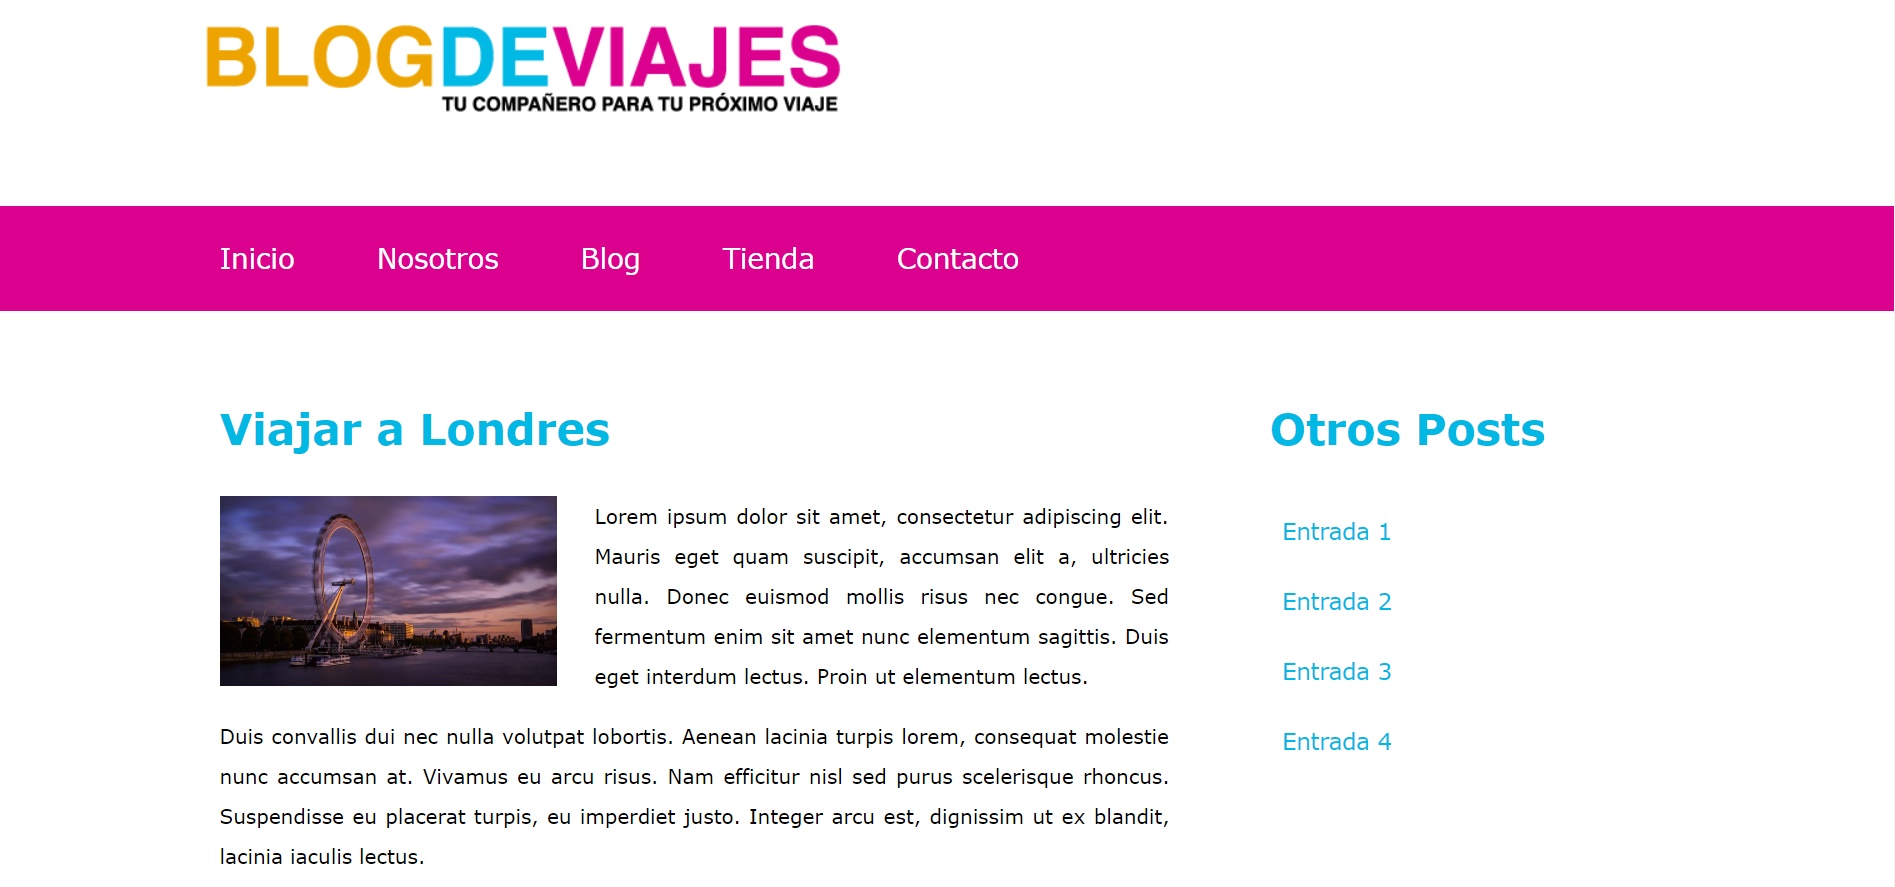 BLOGDEVIAJES
TU COMPAÑERO PARA TU PRÓXIMO VIAJE
Inicio Nosotros Blog Tienda Contacto
Viajar a Londres
Lorem ipsum dolor sit amet, consectetur adipiscing elit.
Mauris eget quam suscipit, accumsan elit a, ultricies
nulla. Donec euismod mollis risus nec congue. Sed
fermentum enim sit amet nunc elementum sagittis. Duis
eget interdum lectus. Proin ut elementum lectus.
Duis convallis dui nec nulla volutpat lobortis. Aenean lacinia turpis lorem, consequat molestie
nunc accumsan at. Vivamus eu arcu risus. Nam efficitur nisl sed purus scelerisque rhoncus.
Suspendisse eu placerat turpis, eu imperdiet justo. Integer arcu est, dignissim ut ex blandit,
lacinia iaculis lectus.
Otros Posts
Entrada 1
Entrada 2
Entrada 3
Entrada 4